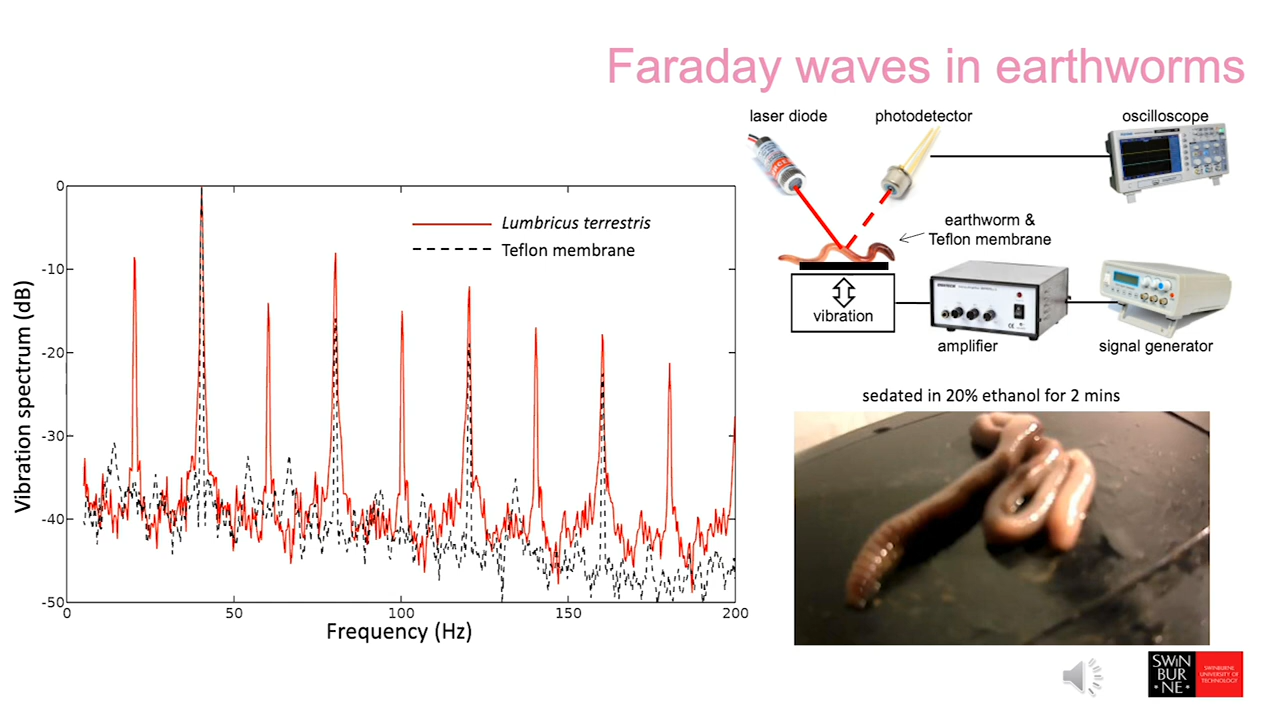 Faraday waves in earthworms
laser diode
photodetector
oscilloscope
earthworm &
Teflon membrane
vibration
amplifier
signal generator
sedated in 20% ethanol for 2 mins
Lumbricus terrestris
Teflon membrane
Vibration spectrum (dB)
0
-10
-20
-30
-40
-50
0
50
100
150
200
Frequency (Hz)
SWIN
BUR
NE
SWINBURNE
UNIVERSITY OF
TECHNOLOGY